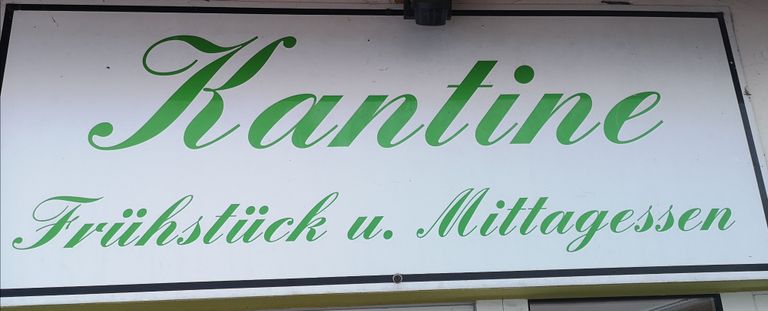 Kantine
Frühstück u. Mittagessen